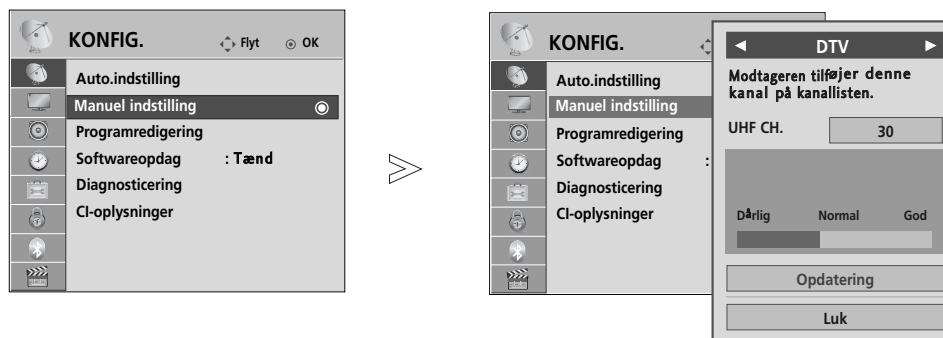 KONFIG. Flyt OK
Auto.indstilling
Manuel indstilling
Programredigering
Softwareopdag : Tænd
Diagnosticering
CI-oplysninger
KONFIG.
Auto.indstilling
Manuel indstilling
Programredigering
Softwareopdag :
Diagnosticering
CI-oplysninger
DTV
Modtageren tilføjer denne
kanal på kanallisten.
UHF CH. 30
Dårlig Normal God
Opdatering
Luk